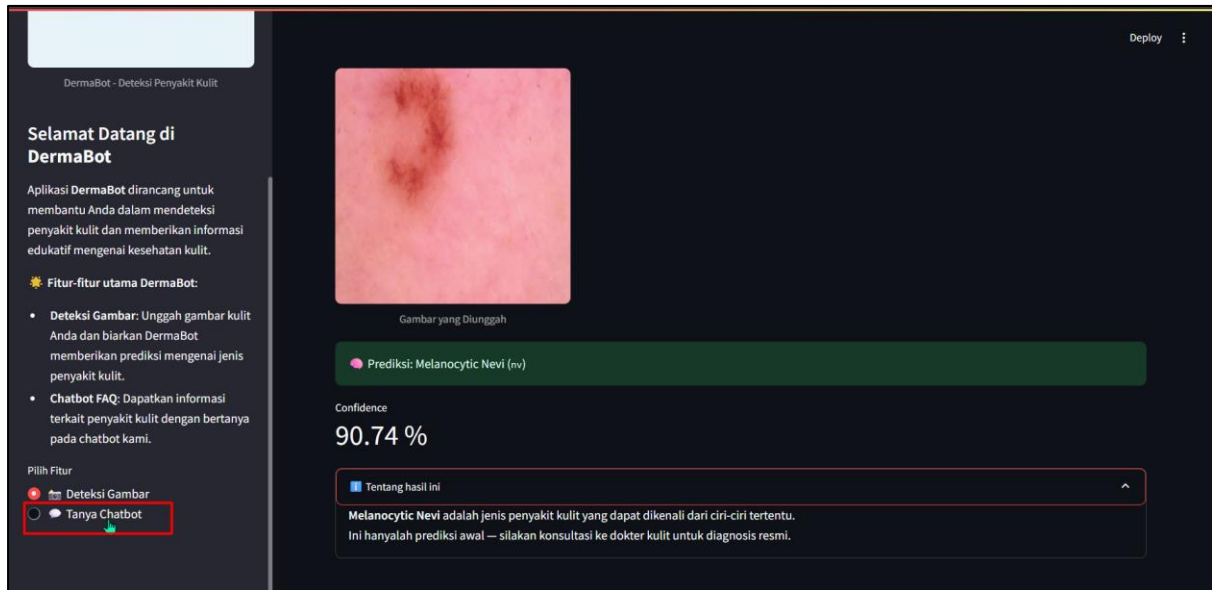 Deploy
DermaBot - Deteksi Penyakit Kulit
Selamat Datang di
DermaBot
Aplikasi DermaBot dirancang untuk
membantu Anda dalam mendeteksi
penyakit kulit dan memberikan informasi
edukatif mengenai kesehatan kulit.
Fitur-fitur utama DermaBot:
Deteksi Gambar: Unggah gambar kulit
Anda dan biarkan DermaBot
memberikan prediksi mengenai jenis
penyakit kulit.
Chatbot FAQ: Dapatkan informasi
terkait penyakit kulit dengan bertanya
pada chatbot kami.
Pilih Fitur
Deteksi Gambar
Tanya Chatbot
Gambar yang Diunggah
Prediksi: Melanocytic Nevi (nv)
Confidence
90.74 %
Tentang hasil ini
Melanocytic Nevi adalah jenis penyakit kulit yang dapat dikenali dari ciri-ciri tertentu.
Ini hanyalah prediksi awal — silakan konsultasi ke dokter kulit untuk diagnosis resmi.